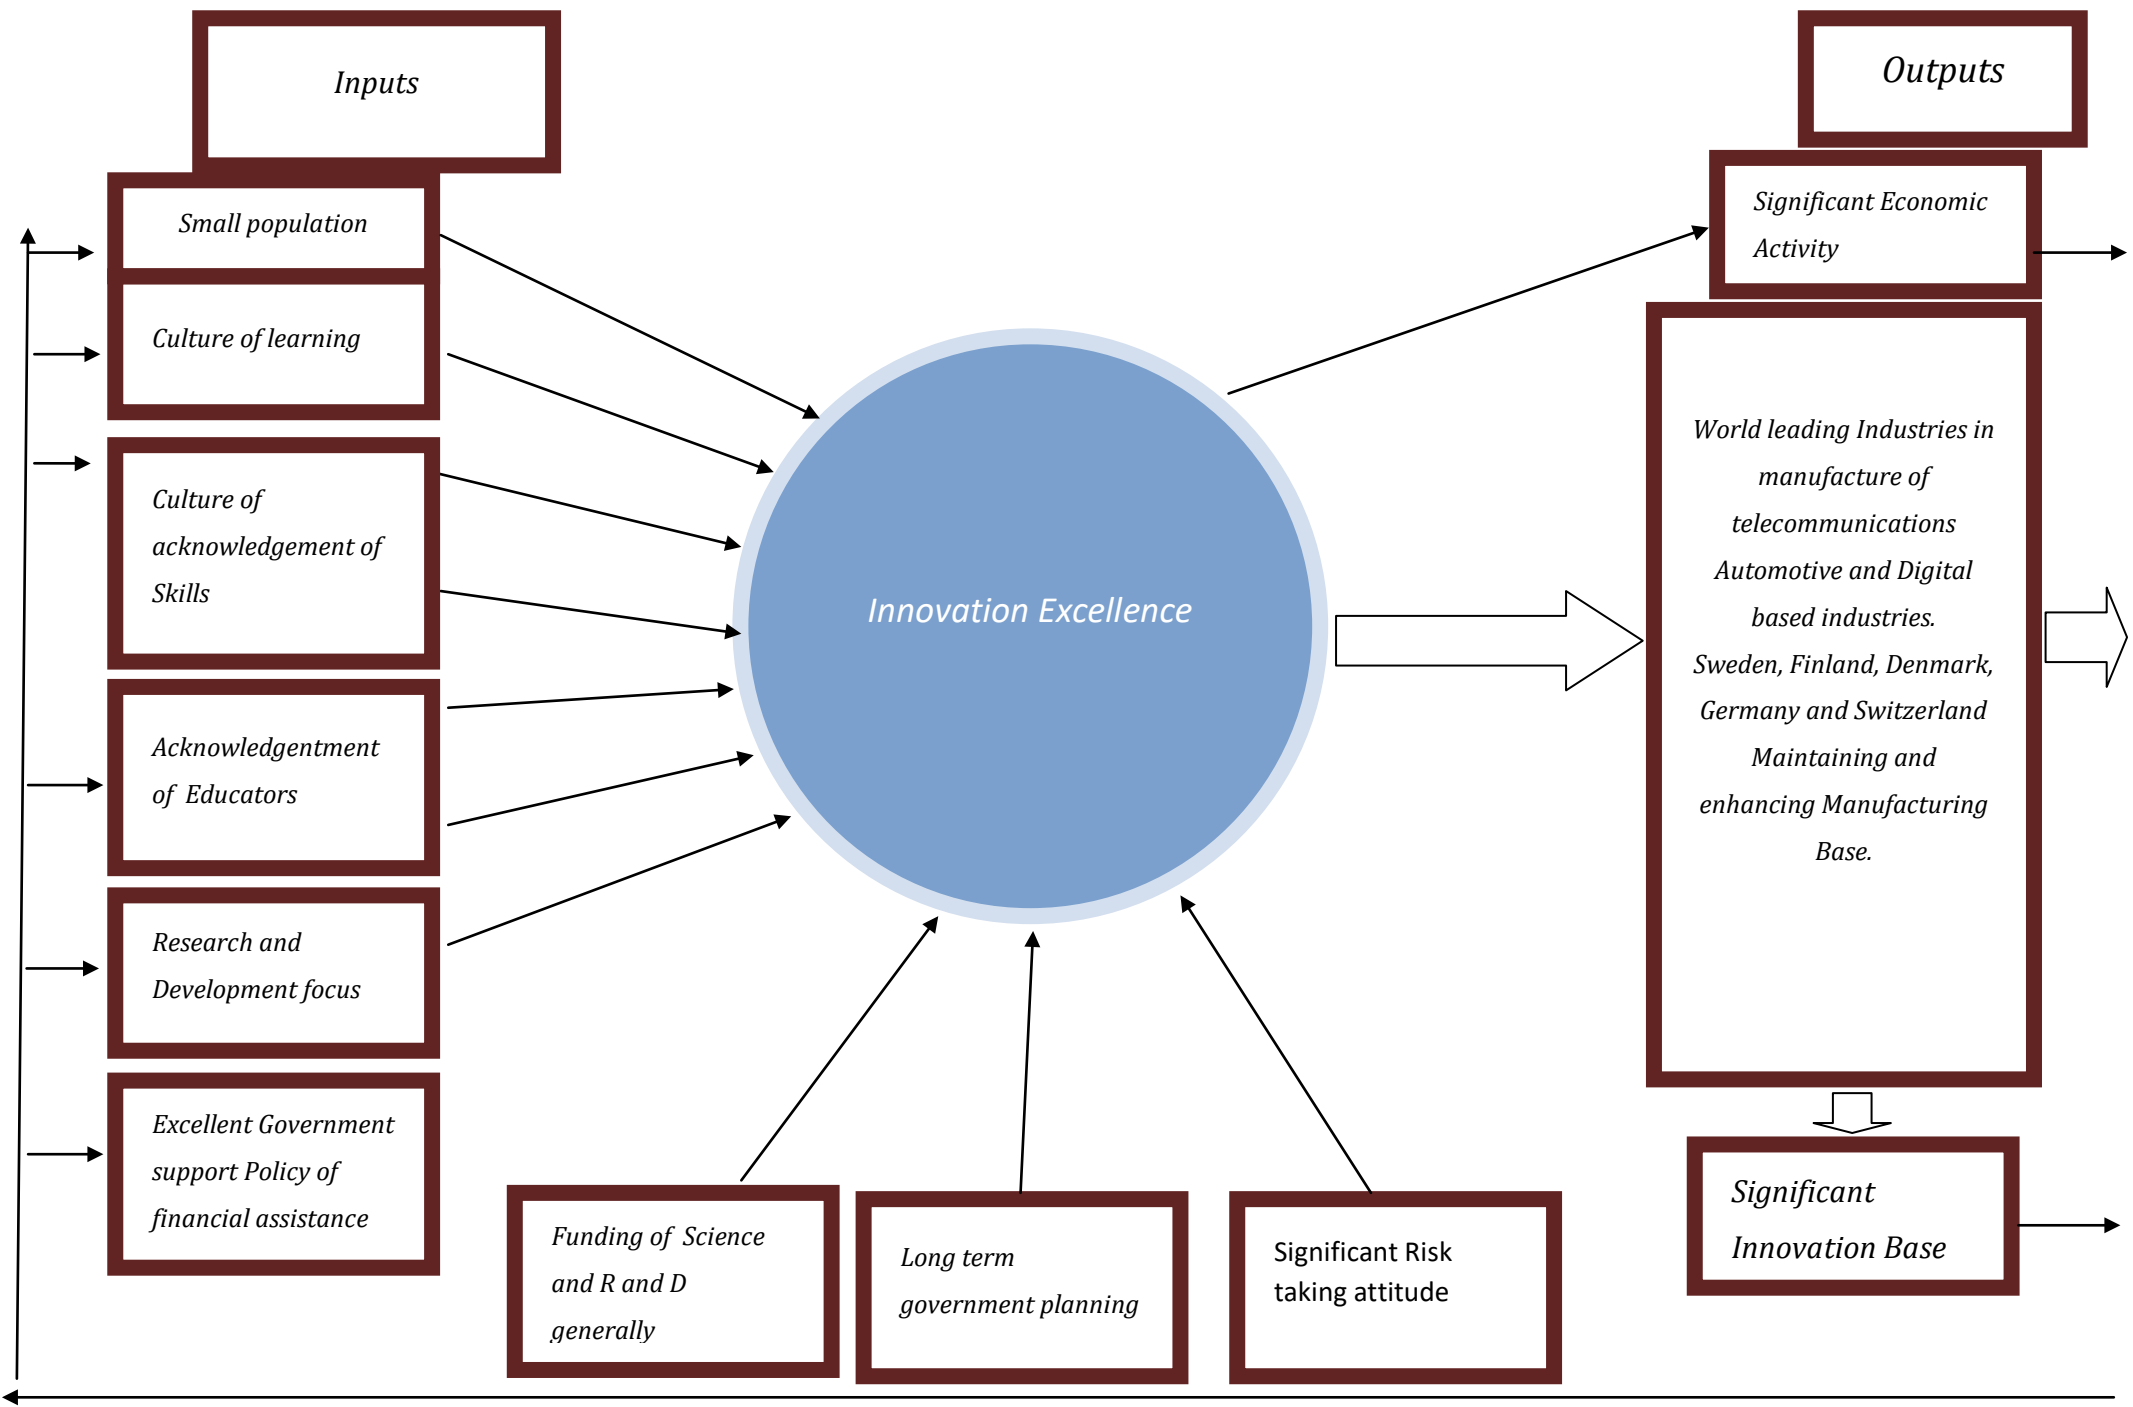 Inputs
Outputs
Small population
Culture of learning
Culture of
acknowledgement of
Skills
Acknowledgentment
of Educators
Research and
Development focus
Excellent Government
support Policy of
financial assistance
Innovation Excellence
Funding of Science
and R and D
generally
Long term
government planning
Significant Risk
taking attitude
Significant Economic
Activity
World leading Industries in
manufacture of
telecommunications
Automotive and Digital
based industries.
Sweden, Finland, Denmark,
Germany and Switzerland
Maintaining and
enhancing Manufacturing
Base.
Significant
Innovation Base